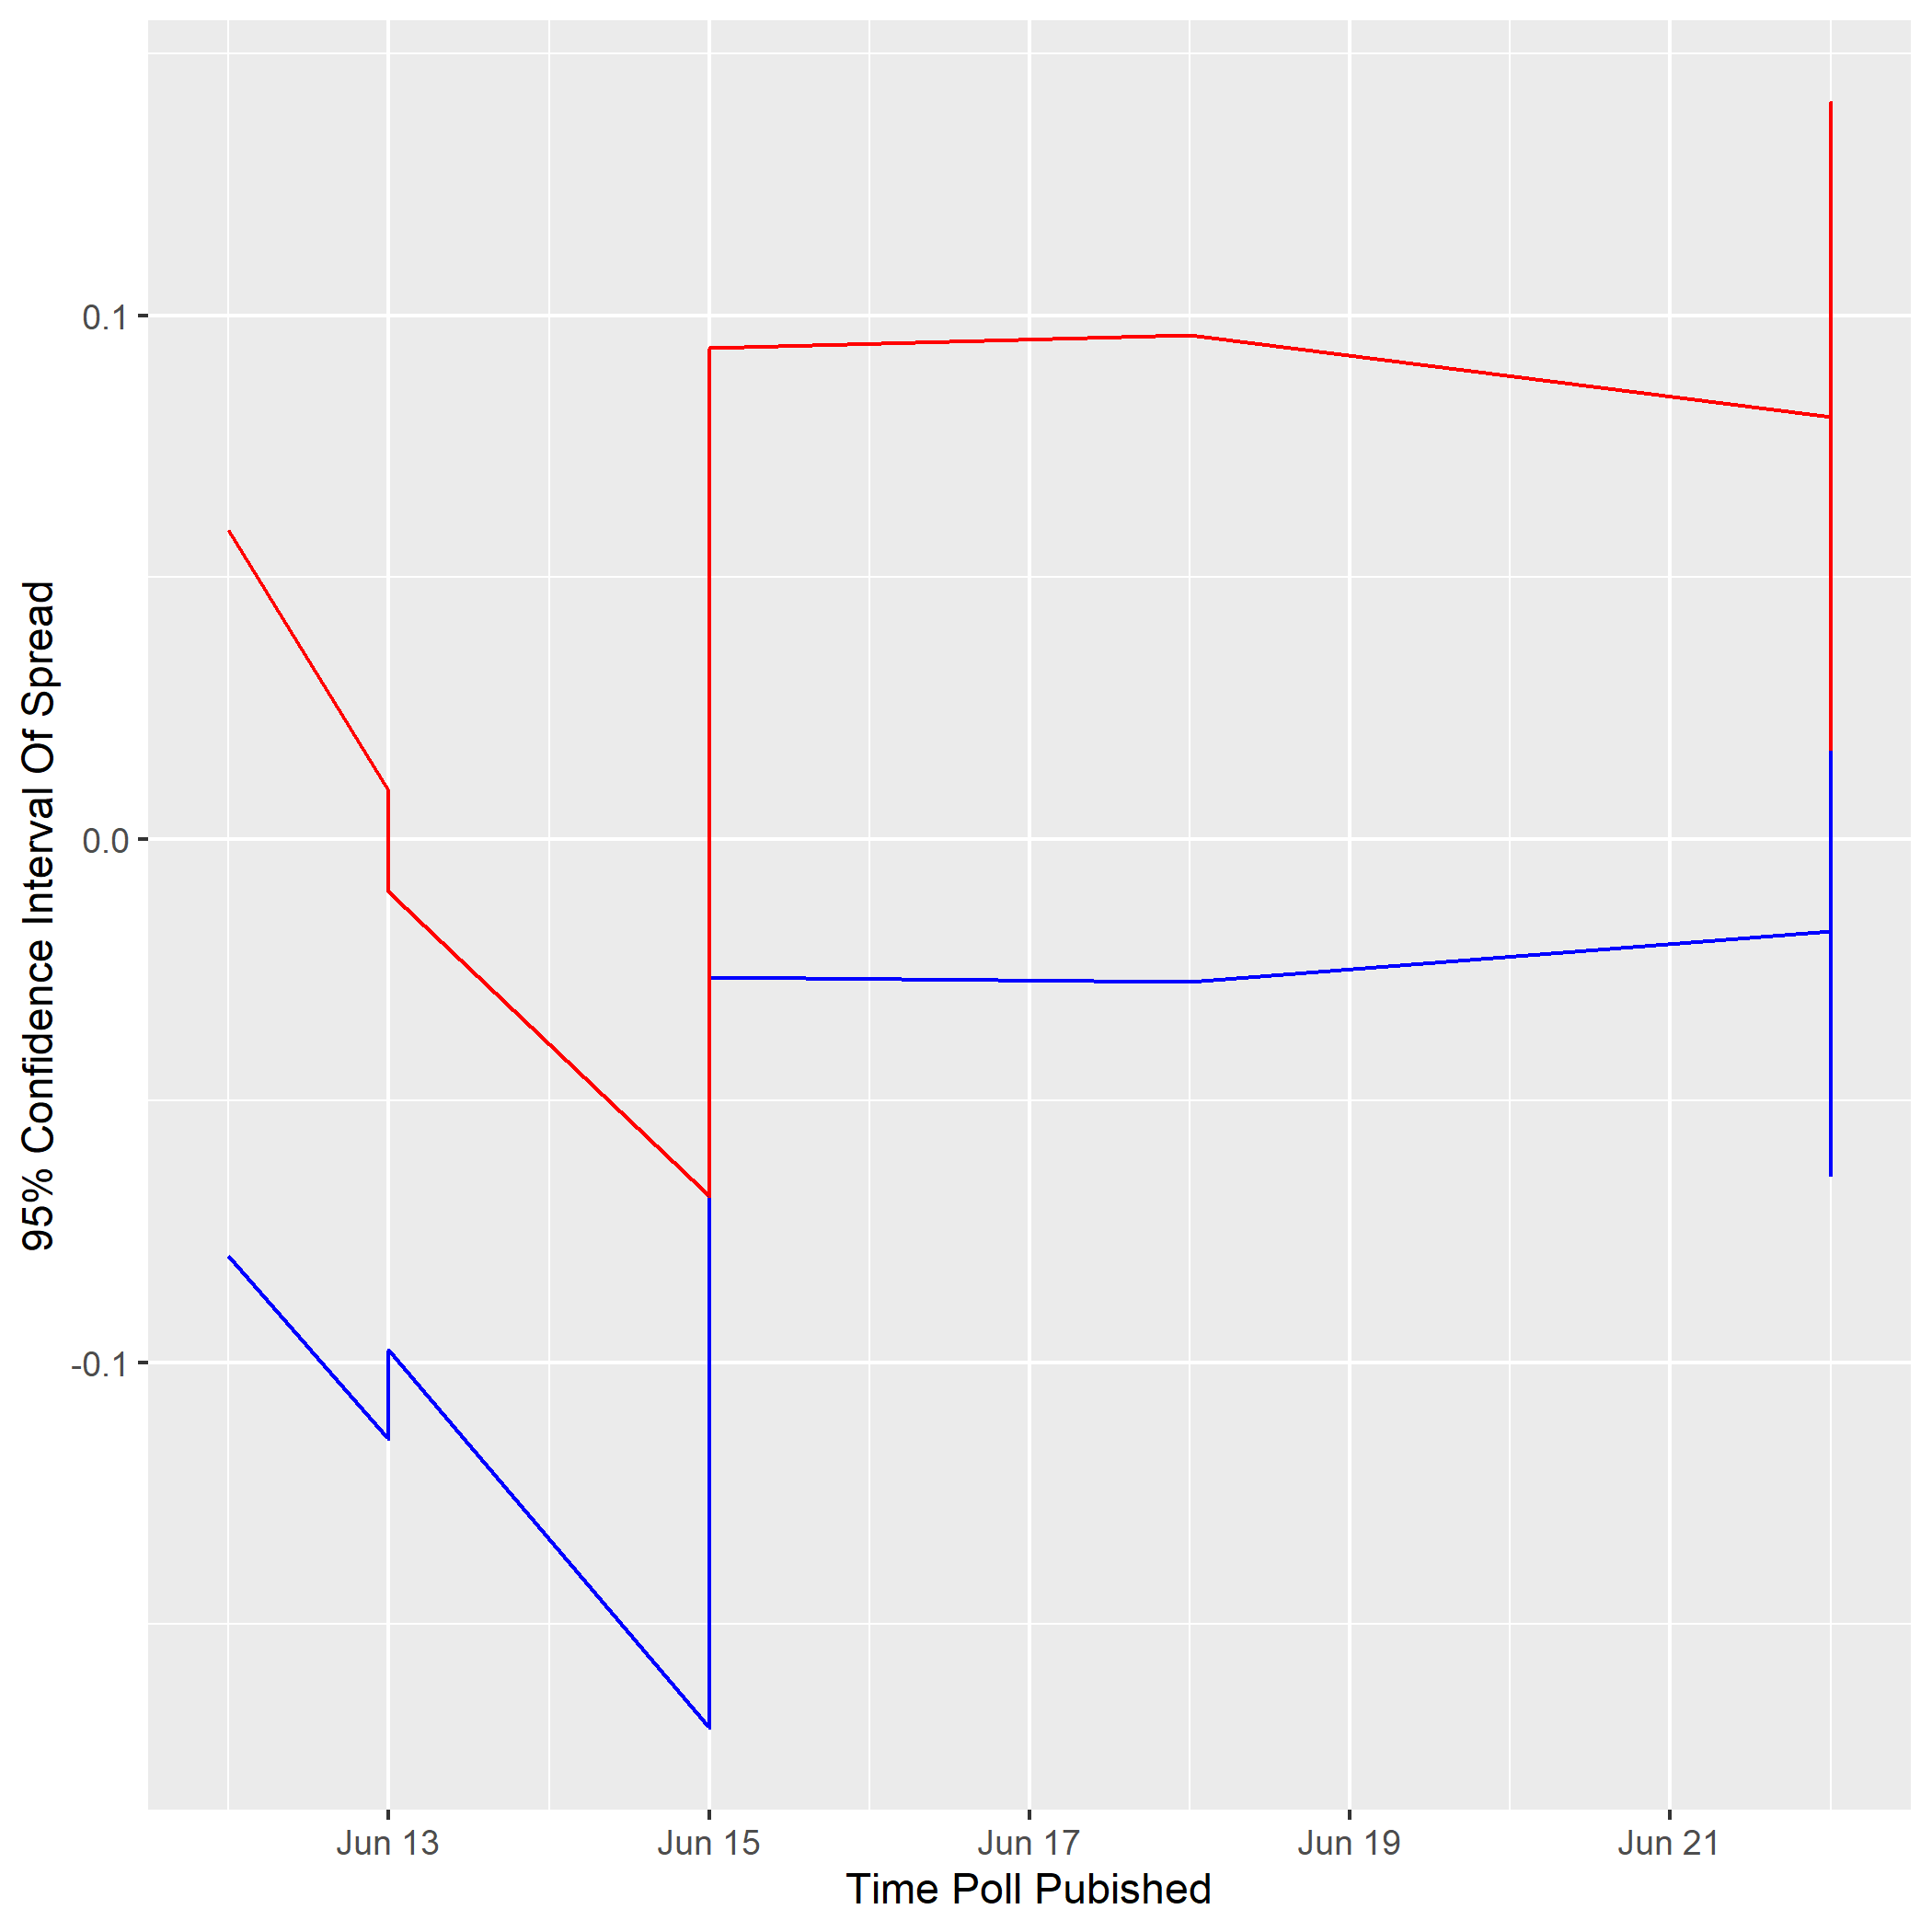 95% Confidence Interval Of Spread
0.1
0.0
-0.1
Jun 13
Jun 15
Jun 17
Jun 19
Jun 21
Time Poll Pubished